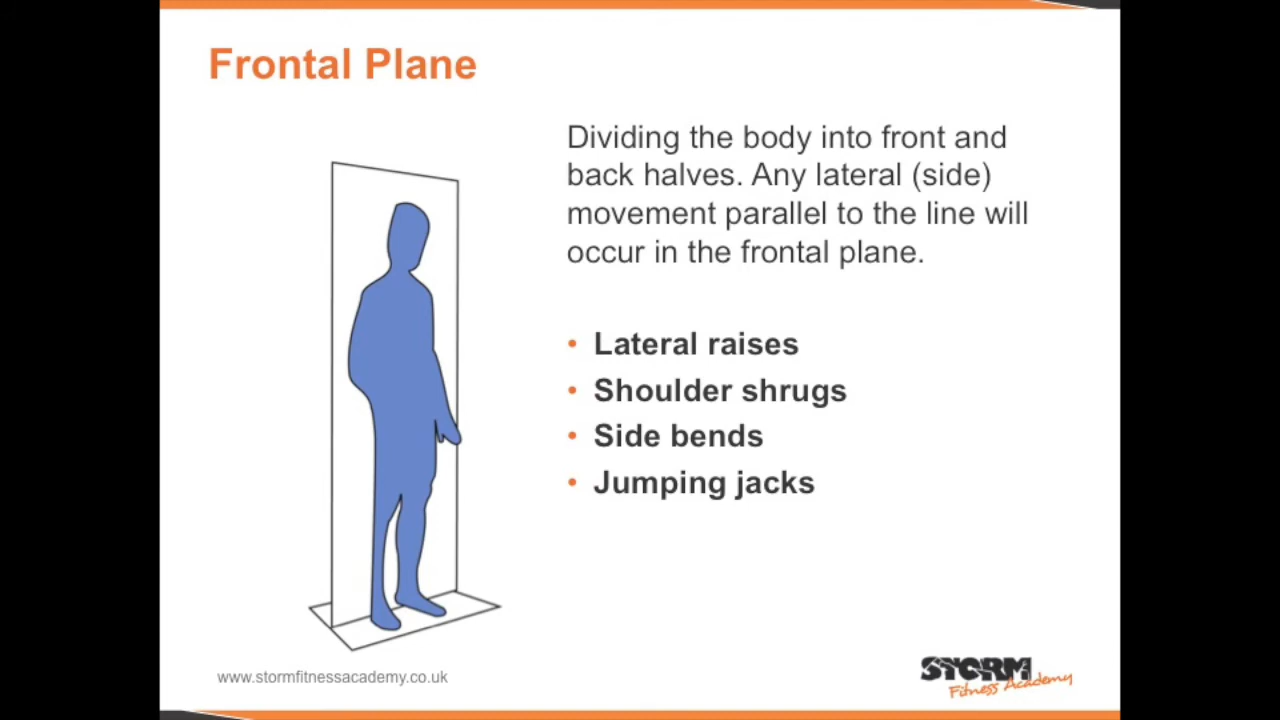 Frontal Plane
Dividing the body into front and
back halves. Any lateral (side)
movement parallel to the line will
occur in the frontal plane.
• Lateral raises
• Shoulder shrugs
• Side bends
• Jumping jacks
www.stormfitnessacademy.co.uk
STORM
Fitness Academy